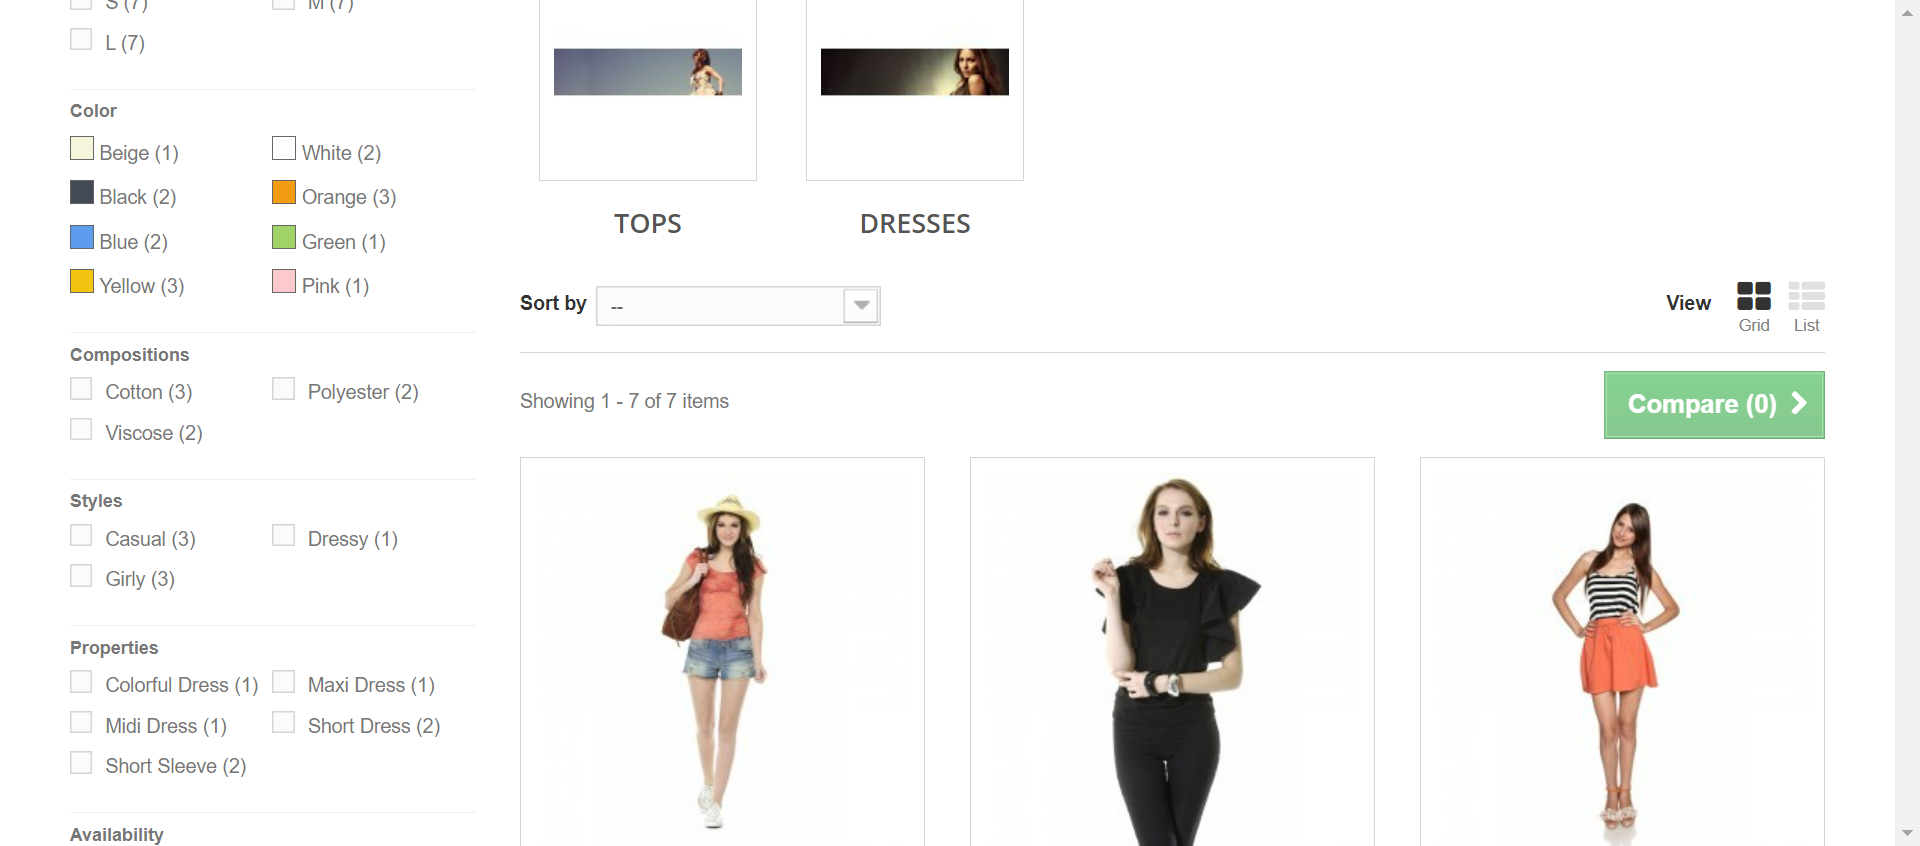 S (7)
M (7)
L (7)
Color
Beige (1)
White (2)
Black (2)
Orange (3)
Blue (2)
Green (1)
Yellow (3)
Pink (1)
Compositions
Cotton (3)
Polyester (2)
Viscose (2)
Styles
Casual (3)
Dressy (1)
Girly (3)
Properties
Colorful Dress (1)
Maxi Dress (1)
Midi Dress (1)
Short Dress (2)
Short Sleeve (2)
Availability
TOPS
DRESSES
Sort by
--
View
Grid
List
Showing 1 - 7 of 7 items
Compare (0)